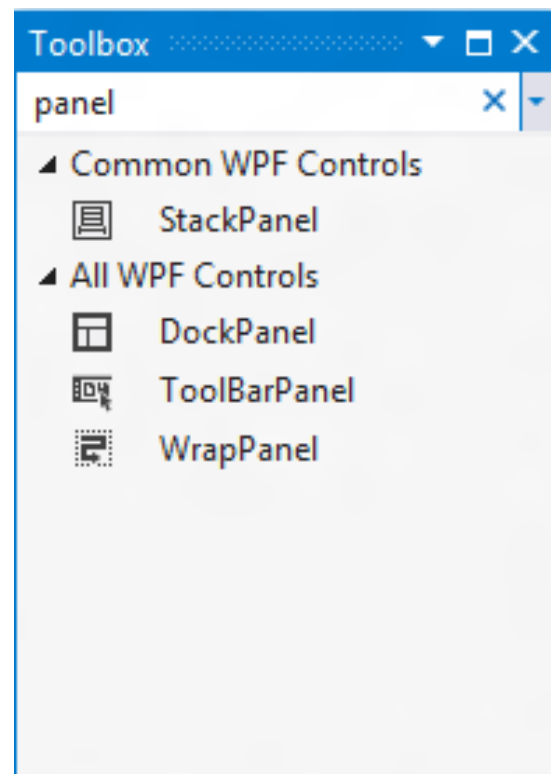 Toolbox
panel
Common WPF Controls
StackPanel
All WPF Controls
DockPanel
ToolBarPanel
WrapPanel